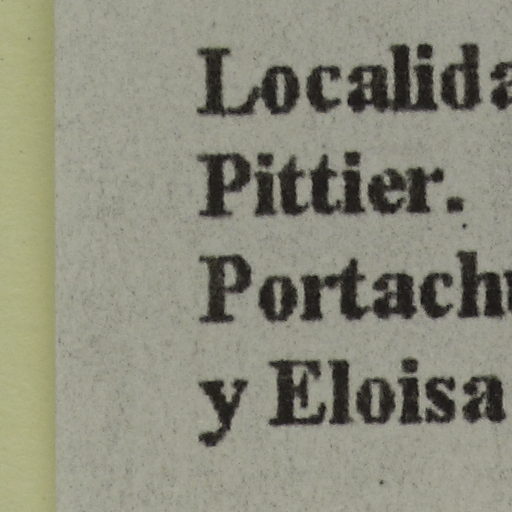 Localida
Pittier.
Portach
y Eloisa